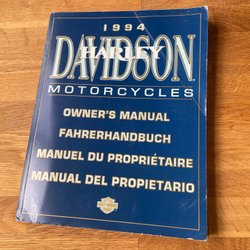 1994
HARLEY
DAVIDSON
MOTORCYCLES
OWNER'S MANUAL
FAHRERHANDBUCH
MANUEL DU PROPRIÉTAIRE
MANUAL DEL PROPIETARIO